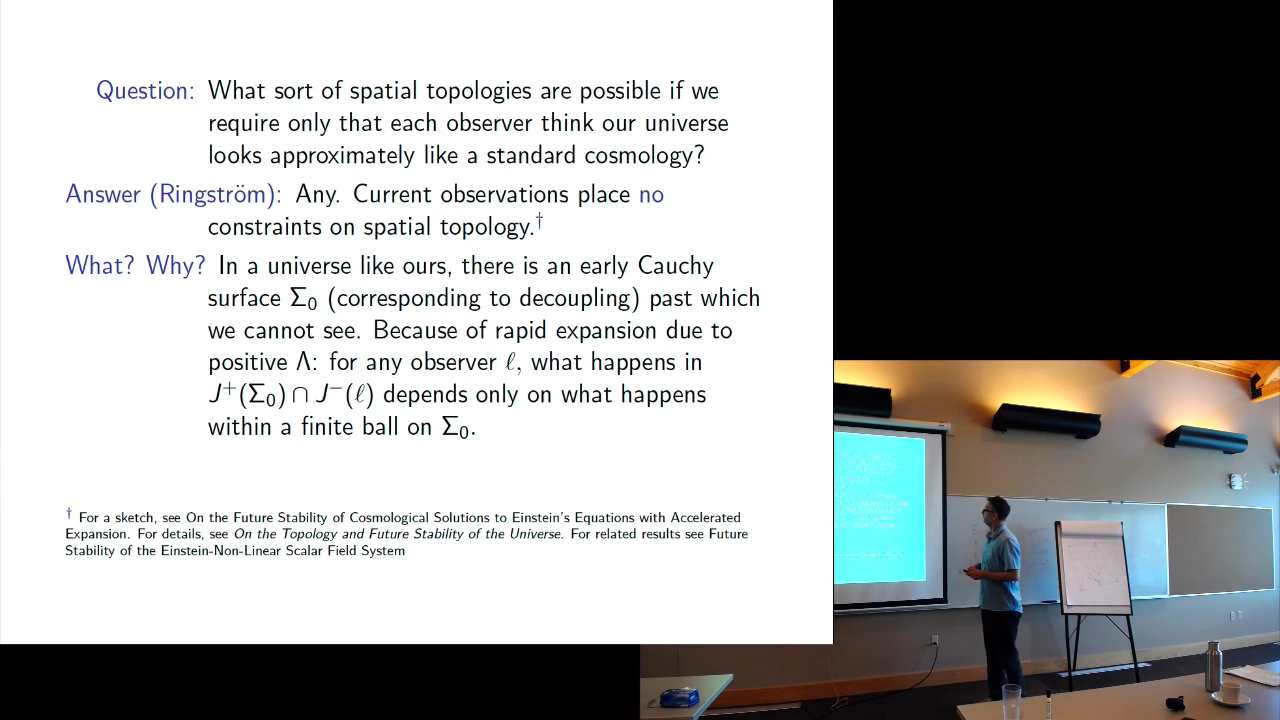 Question: What sort of spatial topologies are possible if we
require only that each observer think our universe
looks approximately like a standard cosmology?
Answer (Ringström): Any. Current observations place no
constraints on spatial topology.†
What? Why? In a universe like ours, there is an early Cauchy
surface Σ₀ (corresponding to decoupling) past which
we cannot see. Because of rapid expansion due to
positive Λ: for any observer ℓ, what happens in
J⁺(Σ₀) ∩ J⁻(ℓ) depends only on what happens
within a finite ball on Σ₀.
† For a sketch, see On the Future Stability of Cosmological Solutions to Einstein's Equations with Accelerated
Expansion. For details, see On the Topology and Future Stability of the Universe. For related results see Future
Stability of the Einstein-Non-Linear Scalar Field System